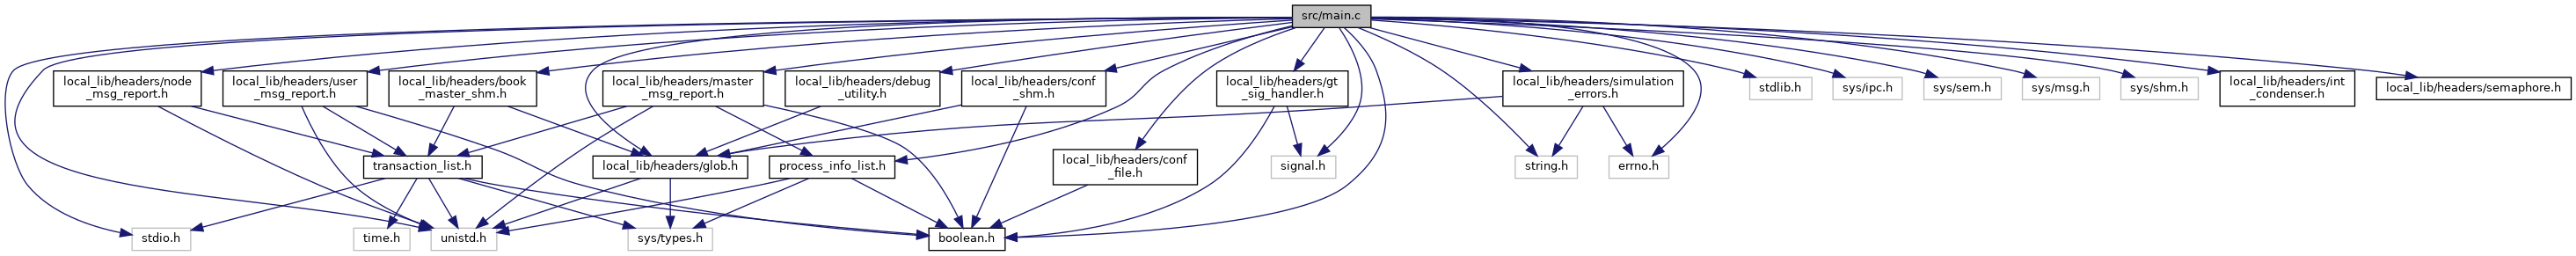 src/main.c
local_lib/headers/node
_msg_report.h
local_lib/headers/user
_msg_report.h
local_lib/headers/book
_master_shm.h
local_lib/headers/master
_msg_report.h
local_lib/headers/debug
_utility.h
local_lib/headers/conf
_shm.h
local_lib/headers/gt
_sig_handler.h
local_lib/headers/simulation
_errors.h
stdlib.h
sys/ipc.h
sys/sem.h
sys/msg.h
sys/shm.h
local_lib/headers/int
_condenser.h
local_lib/headers/semaphore.h
transaction_list.h
local_lib/headers/glob.h
process_info_list.h
local_lib/headers/conf
_file.h
signal.h
string.h
errno.h
stdio.h
time.h
unistd.h
sys/types.h
boolean.h